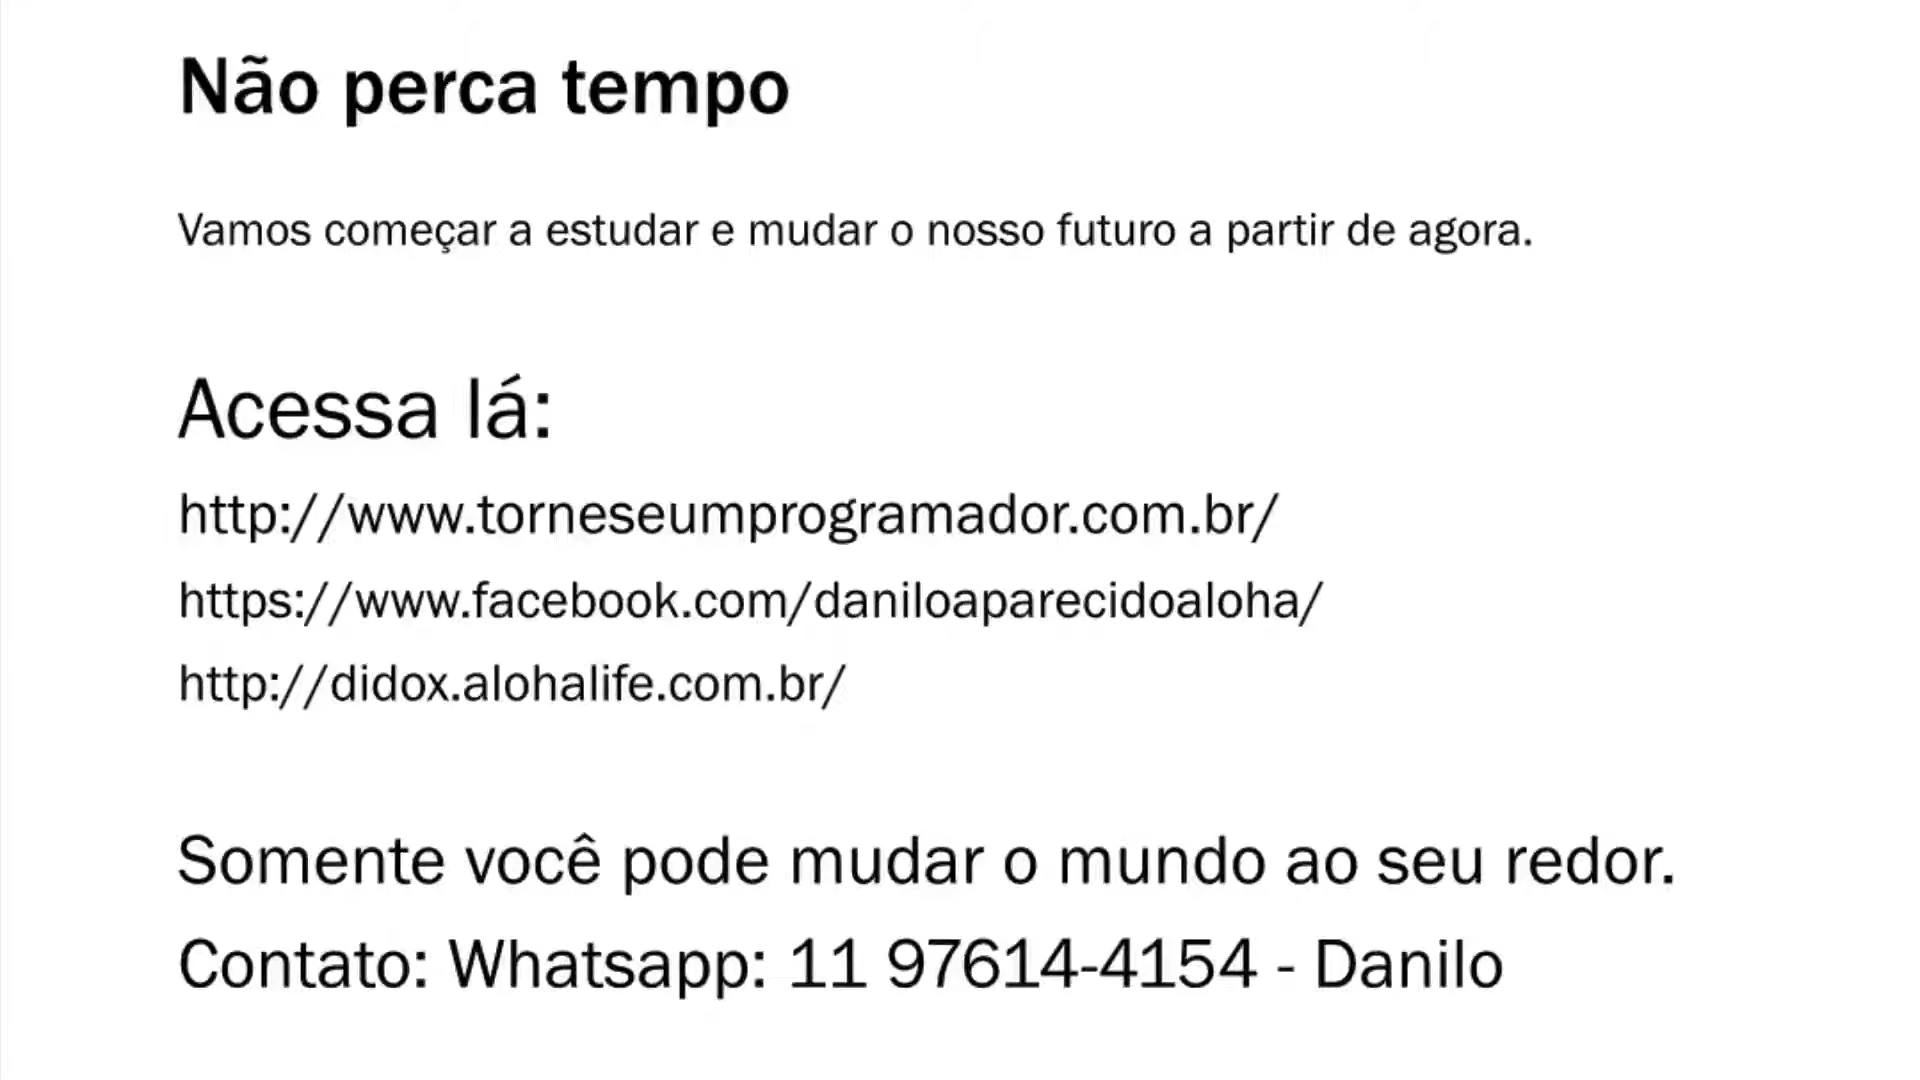 Não perca tempo
Vamos começar a estudar e mudar o nosso futuro a partir de agora.
Acessa lá:
http://www.torneseumprogramador.com.br/
https://www.facebook.com/daniloaparecidoaloha/
http://didox.alohalife.com.br/
Somente você pode mudar o mundo ao seu redor.
Contato: Whatsapp: 11 97614-4154 - Danilo